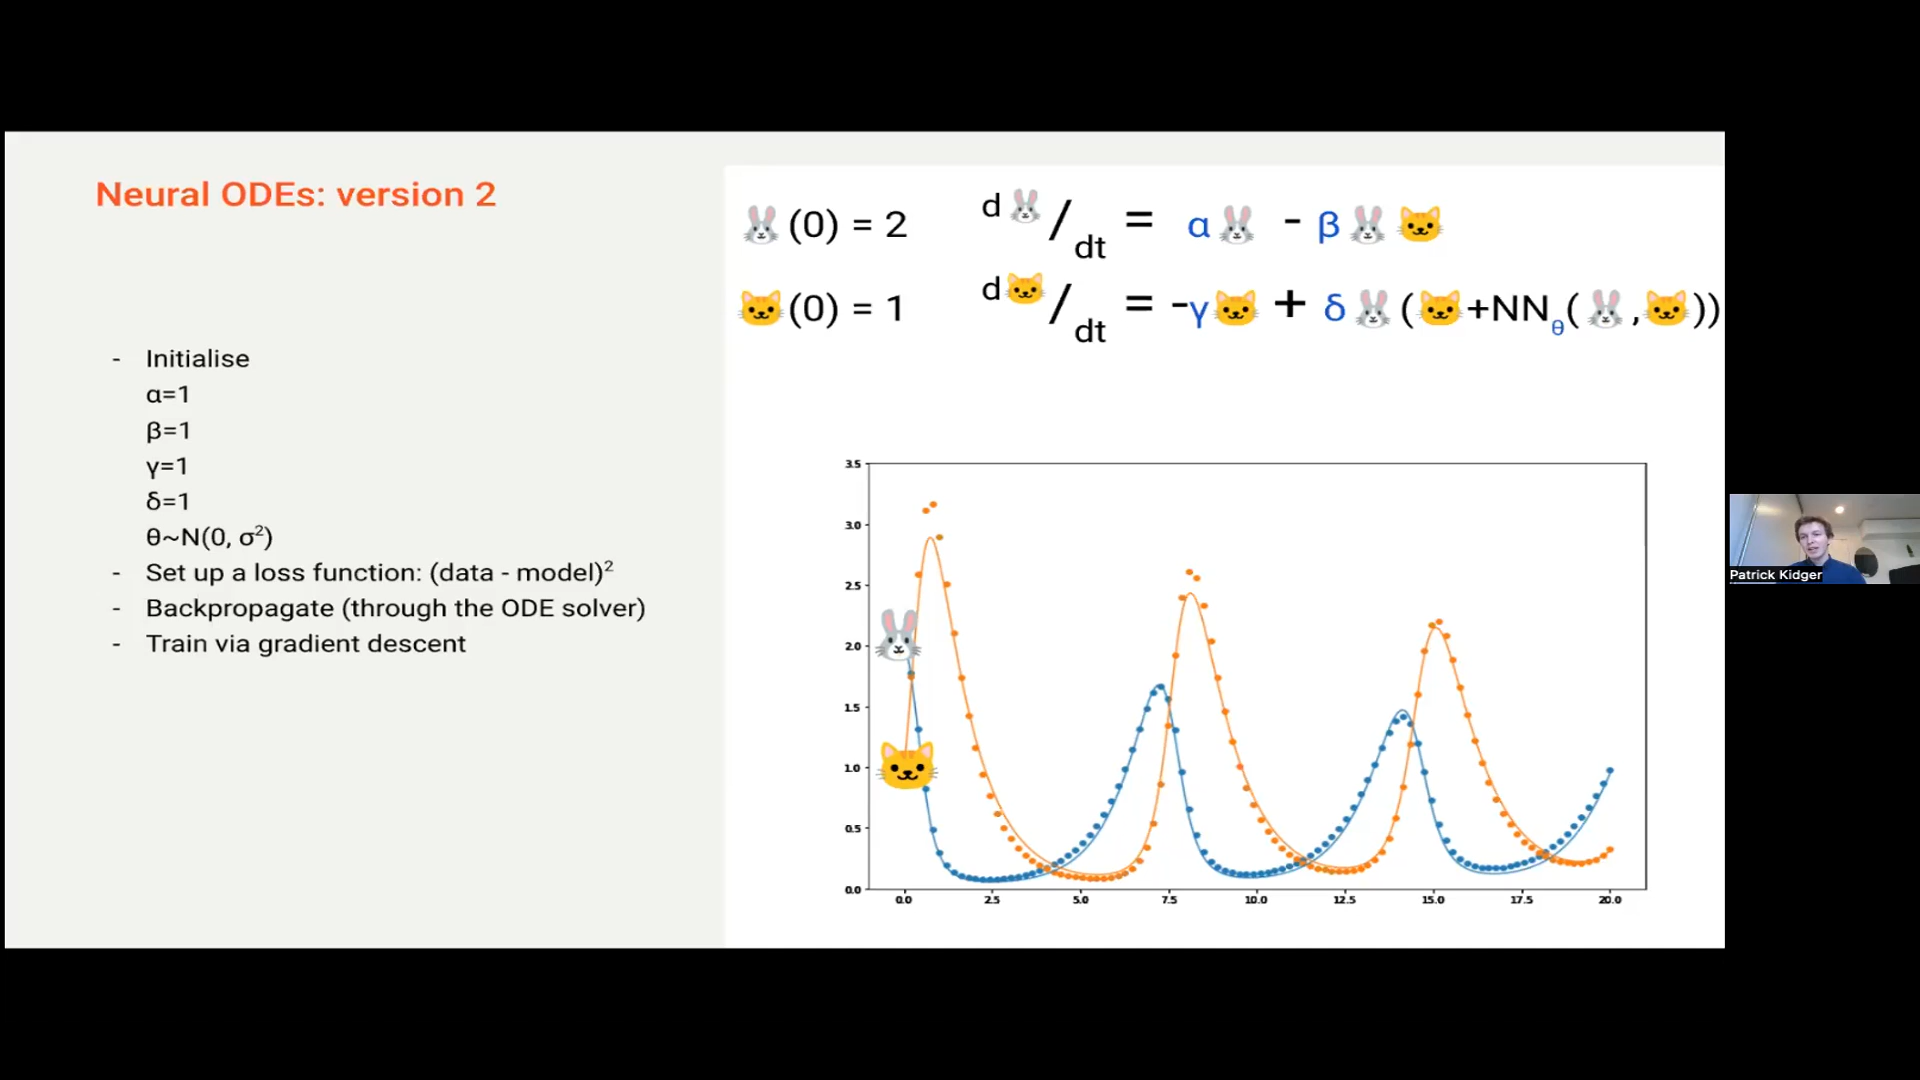 Neural ODEs: version 2
- Initialise
α=1
β=1
γ=1
δ=1
θ~N(0, σ²)
- Set up a loss function: (data - model)²
- Backpropagate (through the ODE solver)
- Train via gradient descent
🐰(0) = 2 d🐰/dt = α🐰 - β🐰🐱
🐱(0) = 1 d🐱/dt = -γ🐱 + δ🐰(🐱+NN_θ(🐰,🐱))
3.5
3.0
2.5
2.0
1.5
1.0
0.5
0.0
0.0 2.5 5.0 7.5 10.0 12.5 15.0 17.5 20.0
Patrick Kidger